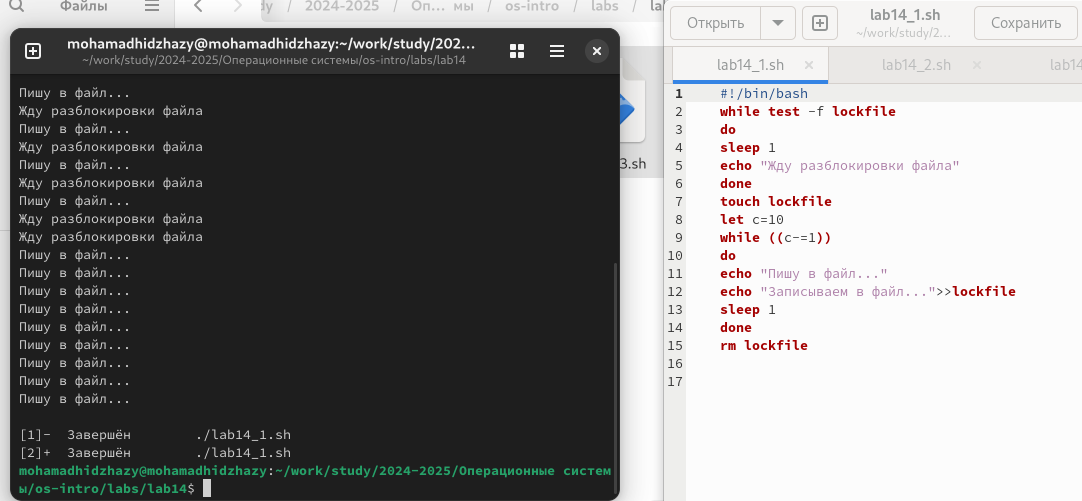 Файлы
dy / 2024-2025 / Оп... мы / os-intro / labs /
mohamadhidzhazy@mohamadhidzhazy:~/work/study/202...
~/work/study/2024-2025/Операционные системы/os-intro/labs/lab14
Пишу в файл...
Жду разблокировки файла
Пишу в файл...
Жду разблокировки файла
Пишу в файл...
Жду разблокировки файла
Пишу в файл...
Жду разблокировки файла
Жду разблокировки файла
Пишу в файл...
Пишу в файл...
Пишу в файл...
Пишу в файл...
Пишу в файл...
Пишу в файл...
Пишу в файл...
Пишу в файл...
Пишу в файл...
[1]- Завершён ./lab14_1.sh
[2]+ Завершён ./lab14_1.sh
mohamadhidzhazy@mohamadhidzhazy:~/work/study/2024-2025/Операционные систем
ы/os-intro/labs/lab14$
3.sh
Открыть
lab14_1.sh
~/work/study/2...
Сохранить
lab14_1.sh × lab14_2.sh × lab14
1 #!/bin/bash
2 while test -f lockfile
3 do
4 sleep 1
5 echo "Жду разблокировки файла"
6 done
7 touch lockfile
8 let c=10
9 while ((c-=1))
10 do
11 echo "Пишу в файл..."
12 echo "Записываем в файл...">>lockfile
13 sleep 1
14 done
15 rm lockfile
16
17